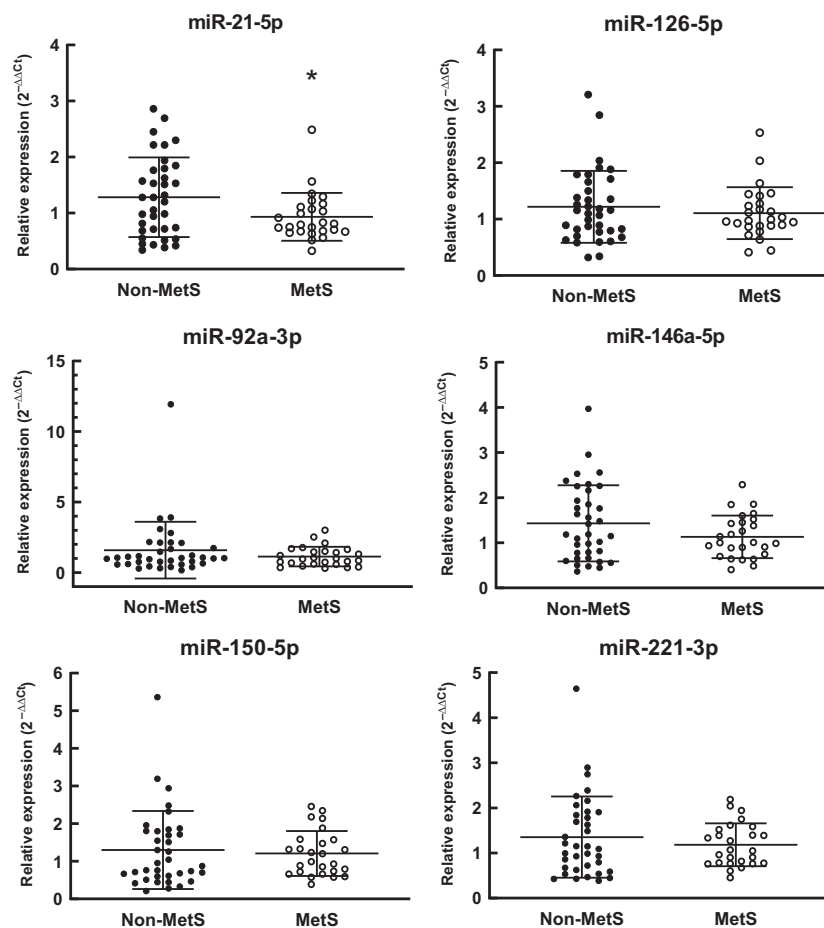 miR-21-5p
Relative expression (2^−ΔΔCt)
4
3
2
1
0
*
Non-MetS MetS
miR-126-5p
Relative expression (2^−ΔΔCt)
4
3
2
1
0
Non-MetS MetS
miR-92a-3p
Relative expression (2^−ΔΔCt)
15
10
5
0
Non-MetS MetS
miR-146a-5p
Relative expression (2^−ΔΔCt)
5
4
3
2
1
0
Non-MetS MetS
miR-150-5p
Relative expression (2^−ΔΔCt)
6
5
4
3
2
1
0
Non-MetS MetS
miR-221-3p
Relative expression (2^−ΔΔCt)
5
4
3
2
1
0
Non-MetS MetS